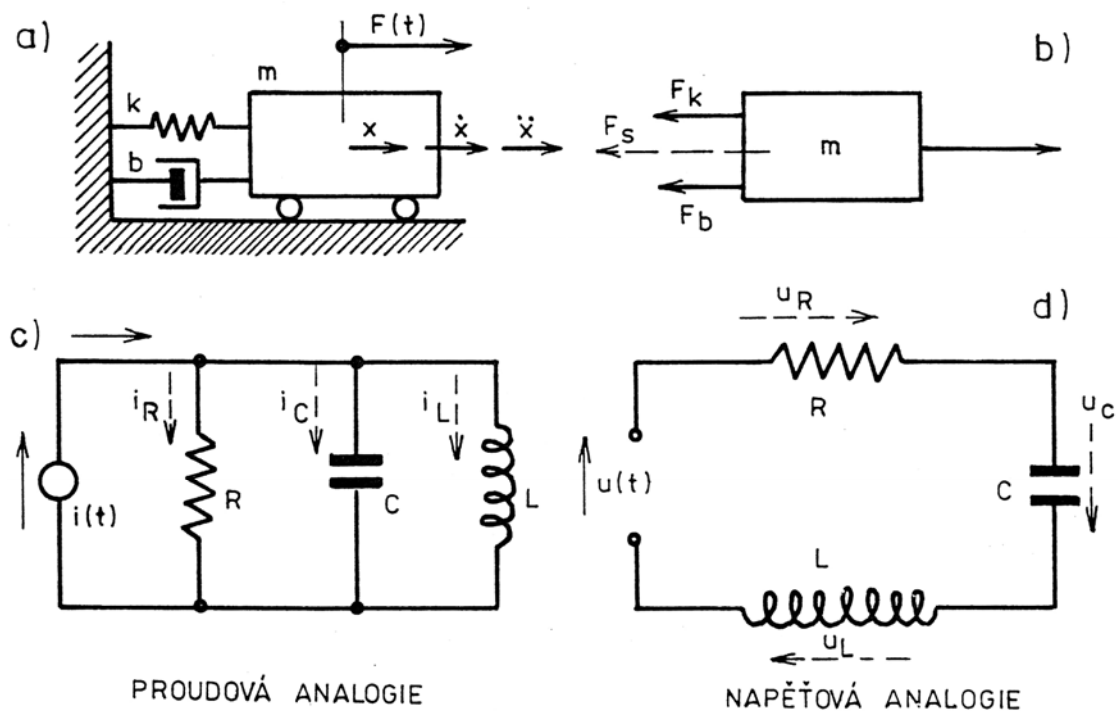 a)
F(t)
m
k
b
x ẋ ẍ
b)
F_k
F_s
F_b
m
c)
i_R
i_C
i_L
i(t)
R
C
L
PROUDOVÁ ANALOGIE
d)
u_R
R
u_c
C
u(t)
L
u_L
NAPĚŤOVÁ ANALOGIE